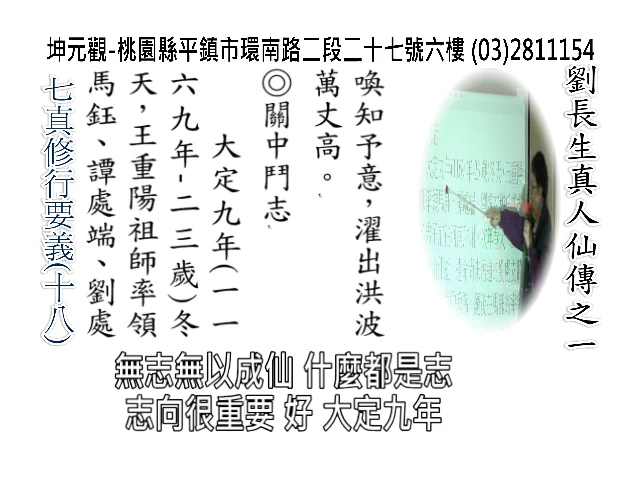 坤元觀-桃園縣平鎮市環南路二段二十七號六樓 (03)2811154
劉長生真人仙傳之一
喚知予意，濯出洪波
萬丈高。
◎關中鬥志
大定九年(一一
六九年-二三歲)冬
天，王重陽祖師率領
馬鈺、譚處端、劉處
七真修行要義(十八)
無志無以成仙 什麼都是志
志向很重要 好 大定九年